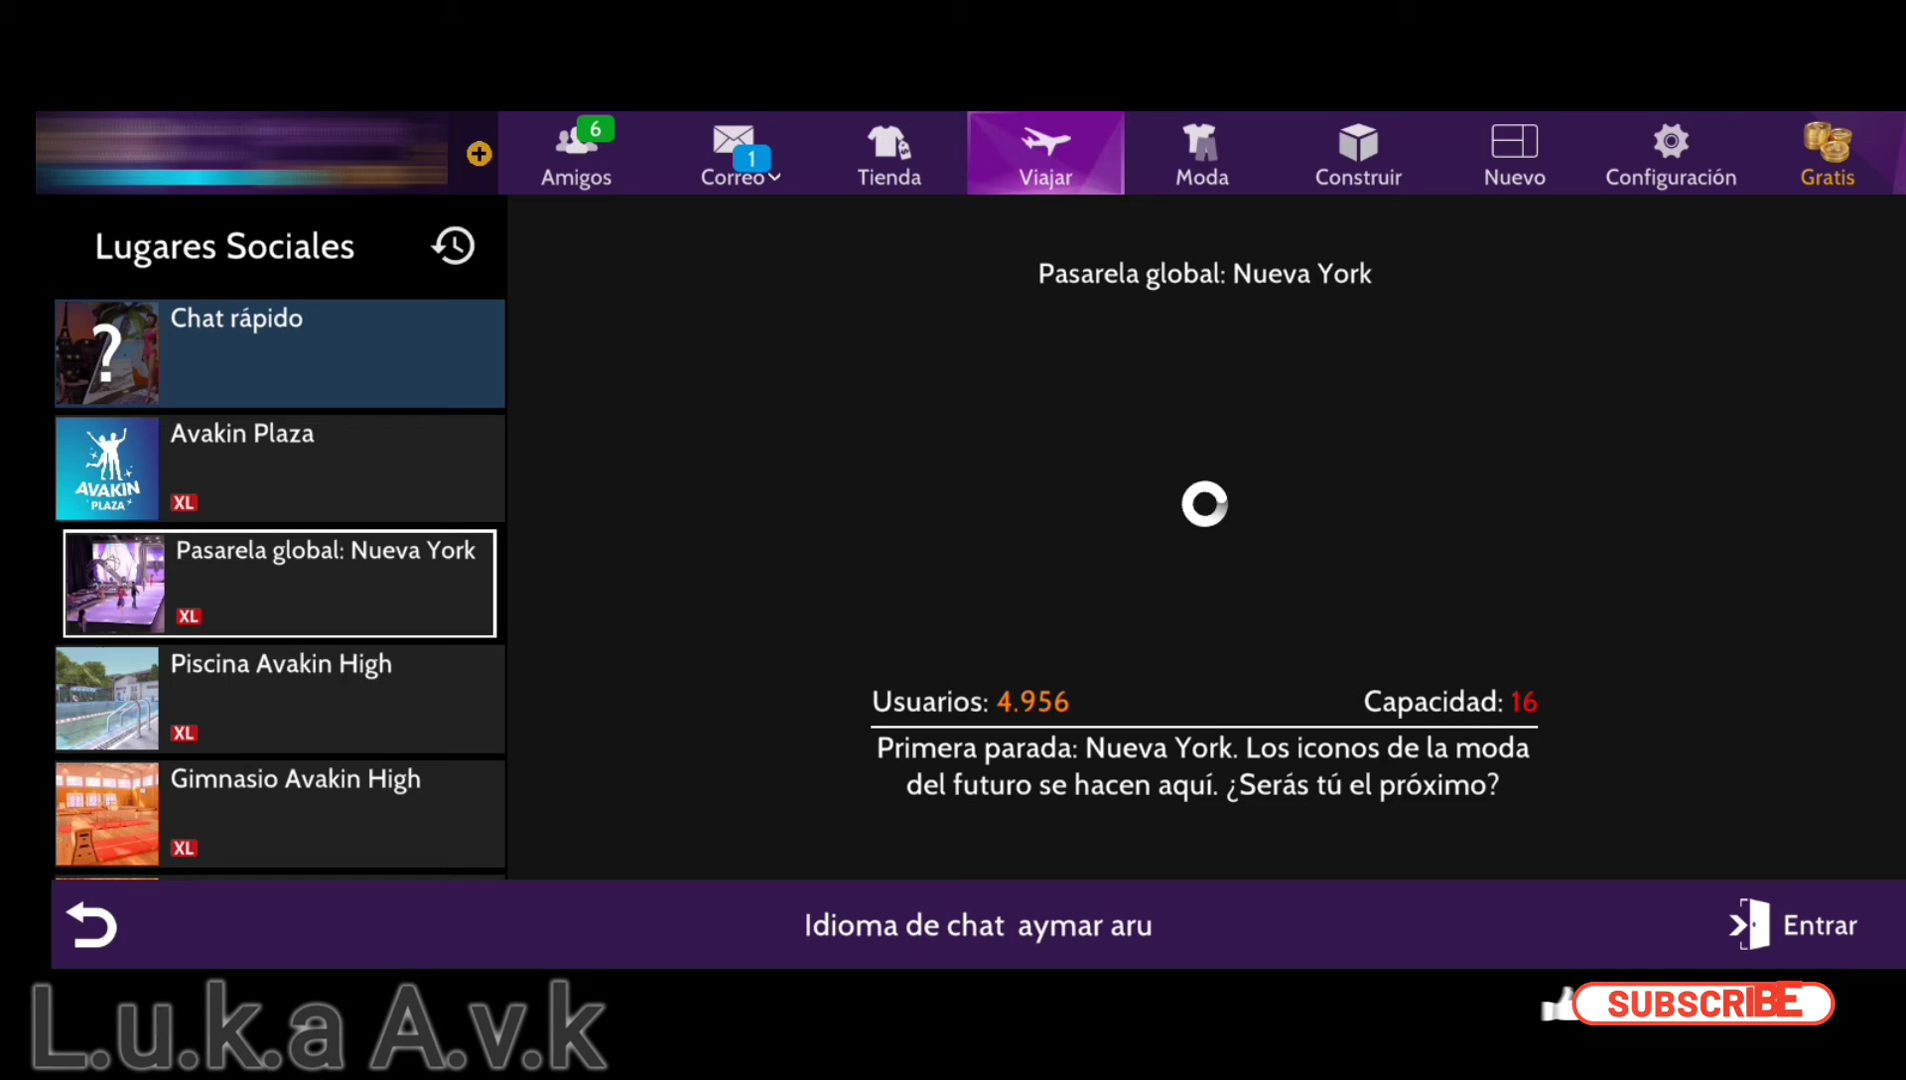 6
1
Amigos
Correo
Tienda
Viajar
Moda
Construir
Nuevo
Configuración
Gratis
Lugares Sociales
Pasarela global: Nueva York
?
Chat rápido
Avakin Plaza
AVAKIN
PLAZA
XL
Pasarela global: Nueva York
XL
Piscina Avakin High
XL
Gimnasio Avakin High
XL
Usuarios: 4.956
Capacidad: 16
Primera parada: Nueva York. Los iconos de la moda
del futuro se hacen aquí. ¿Serás tú el próximo?
Idioma de chat aymar aru
Entrar
L.u.k.a A.v.k
SUBSCRIBE